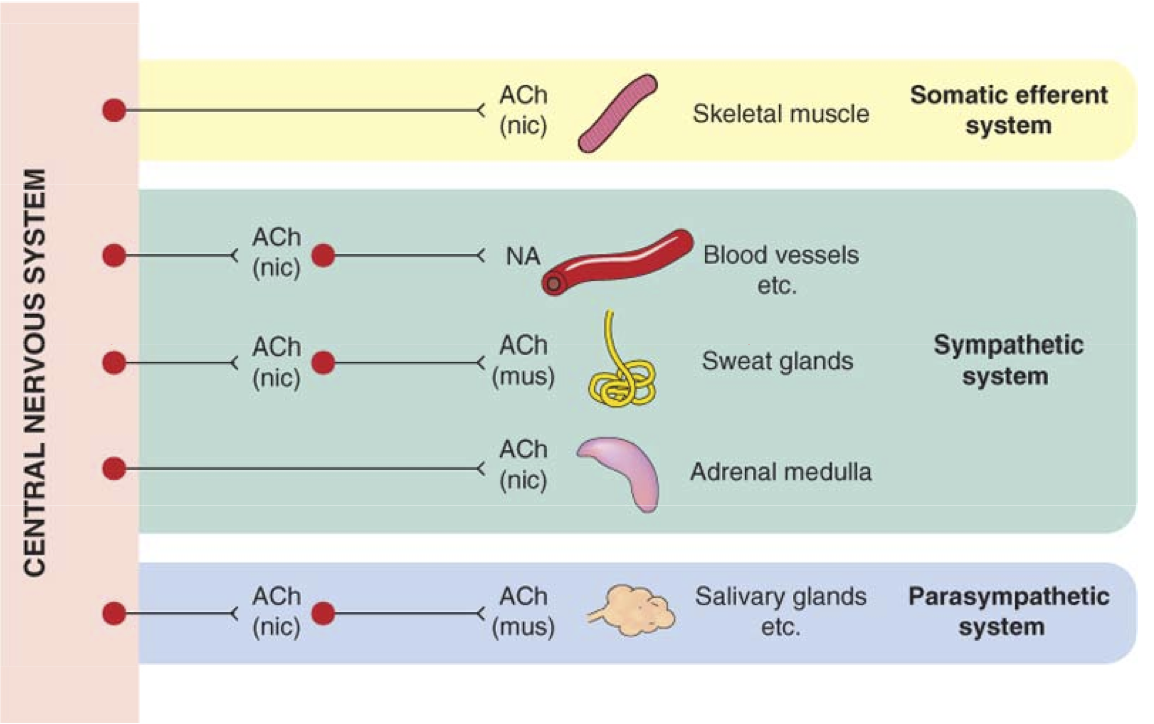 CENTRAL NERVOUS SYSTEM
ACh
(nic)
Skeletal muscle
Somatic efferent
system
ACh
(nic)
NA
Blood vessels
etc.
ACh
(nic)
ACh
(mus)
Sweat glands
Sympathetic
system
ACh
(nic)
Adrenal medulla
ACh
(nic)
ACh
(mus)
Salivary glands
etc.
Parasympathetic
system